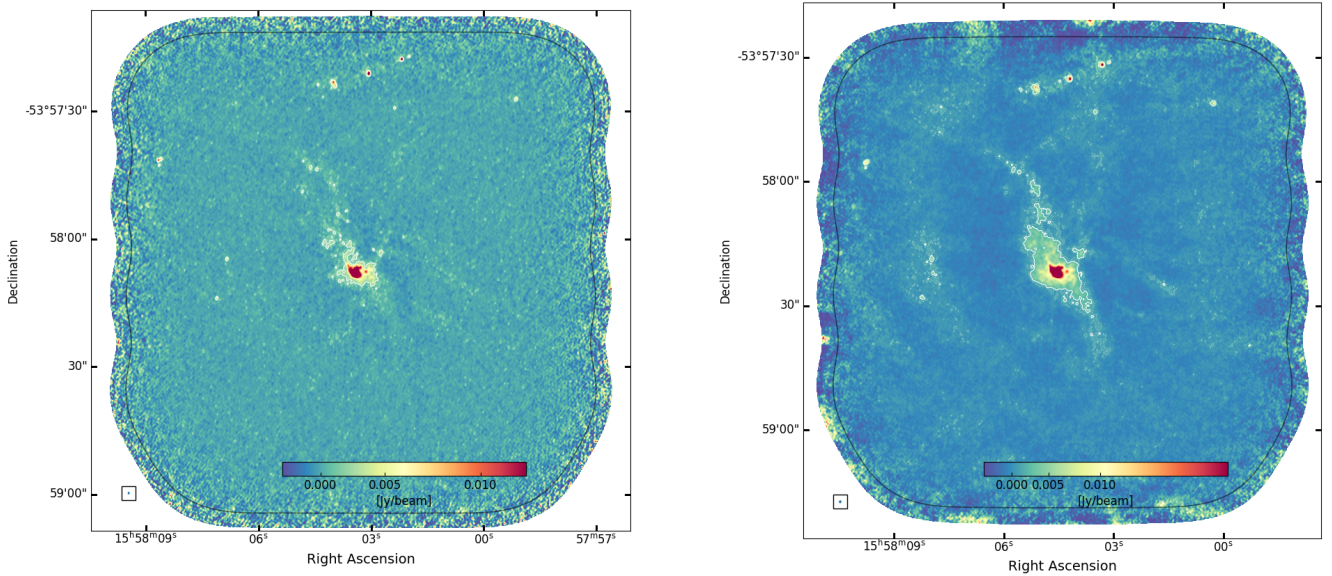 -53°57'30"
58'00"
30"
59'00"
Declination
0.000 0.005 0.010
[Jy/beam]
15ʰ58ᵐ09ˢ 06ˢ 03ˢ 00ˢ 57ᵐ57ˢ
Right Ascension
-53°57'30"
58'00"
30"
59'00"
Declination
0.000 0.005 0.010
[Jy/beam]
15ʰ58ᵐ09ˢ 06ˢ 03ˢ 00ˢ
Right Ascension